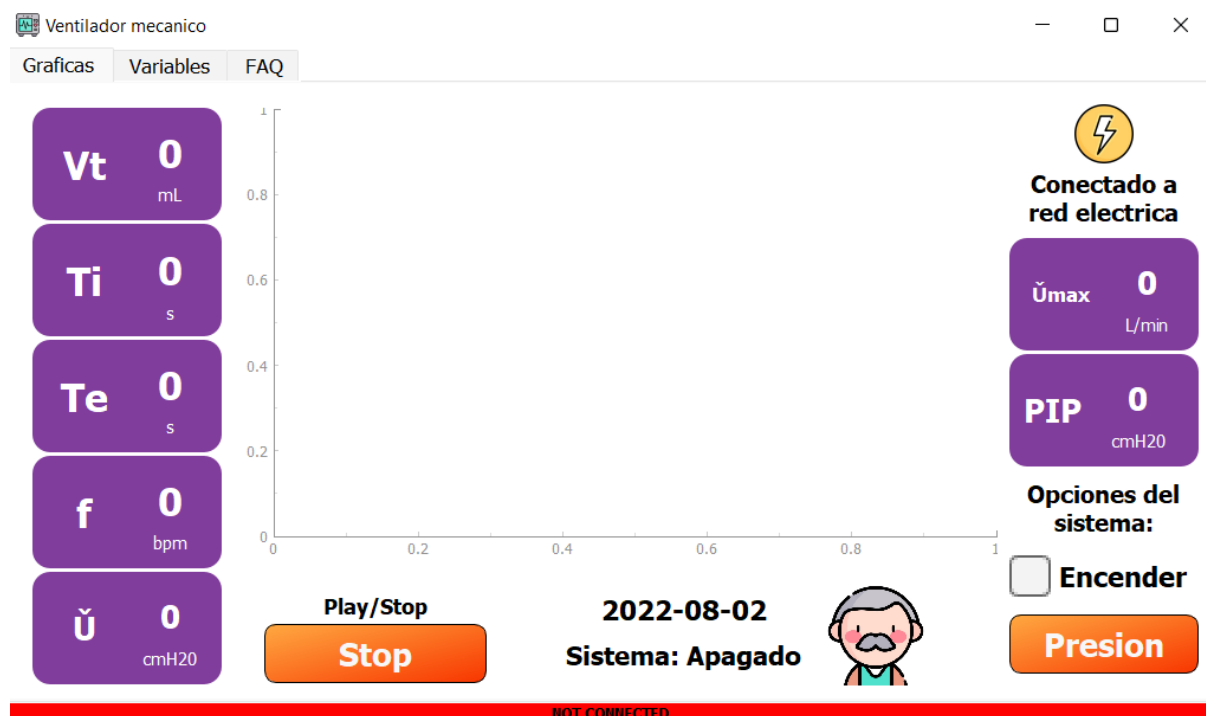 Ventilador mecanico
Graficas Variables FAQ
Vt 0
mL
Ti 0
s
Te 0
s
f 0
bpm
Ǔ 0
cmH20
1
0.8
0.6
0.4
0.2
0
0 0.2 0.4 0.6 0.8 1
Play/Stop
Stop
2022-08-02
Sistema: Apagado
Conectado a
red electrica
Ǔmax 0
L/min
PIP 0
cmH20
Opciones del
sistema:
Encender
Presion
NOT CONNECTED